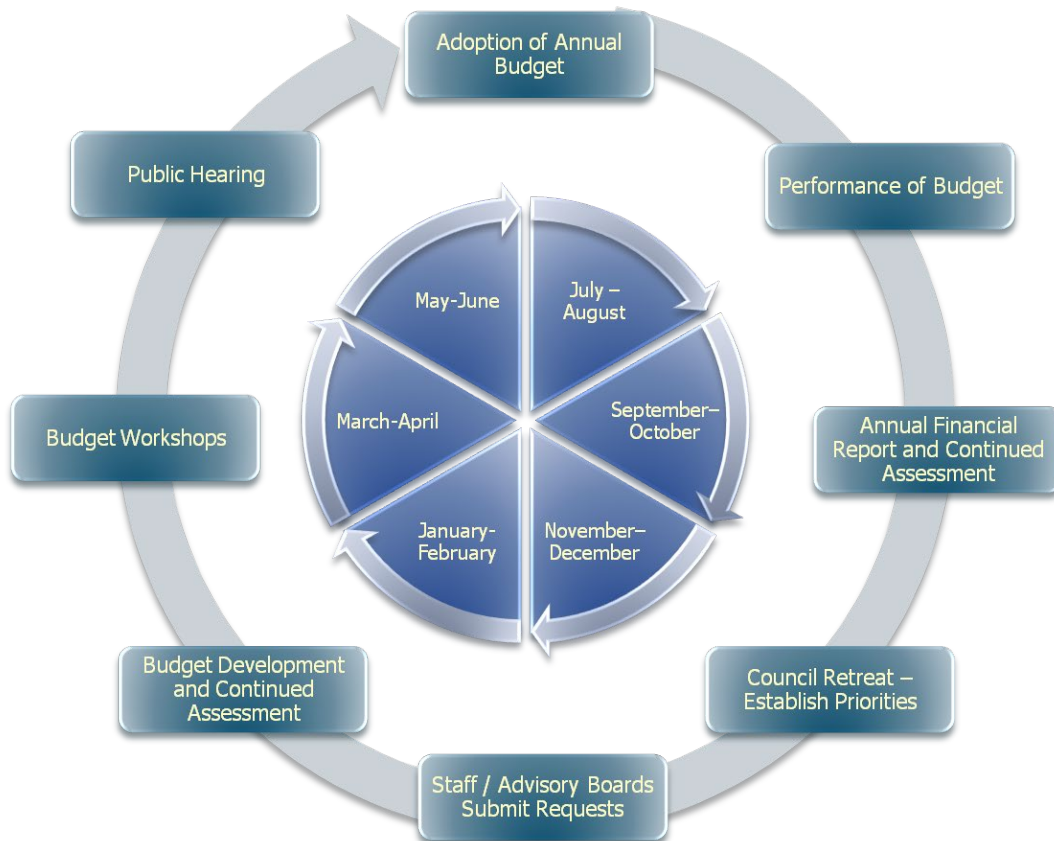 Adoption of Annual
Budget
Public Hearing
Performance of Budget
May-June
July –
August
Budget Workshops
March-April
September–
October
Annual Financial
Report and Continued
Assessment
January-
February
November–
December
Budget Development
and Continued
Assessment
Council Retreat –
Establish Priorities
Staff / Advisory Boards
Submit Requests